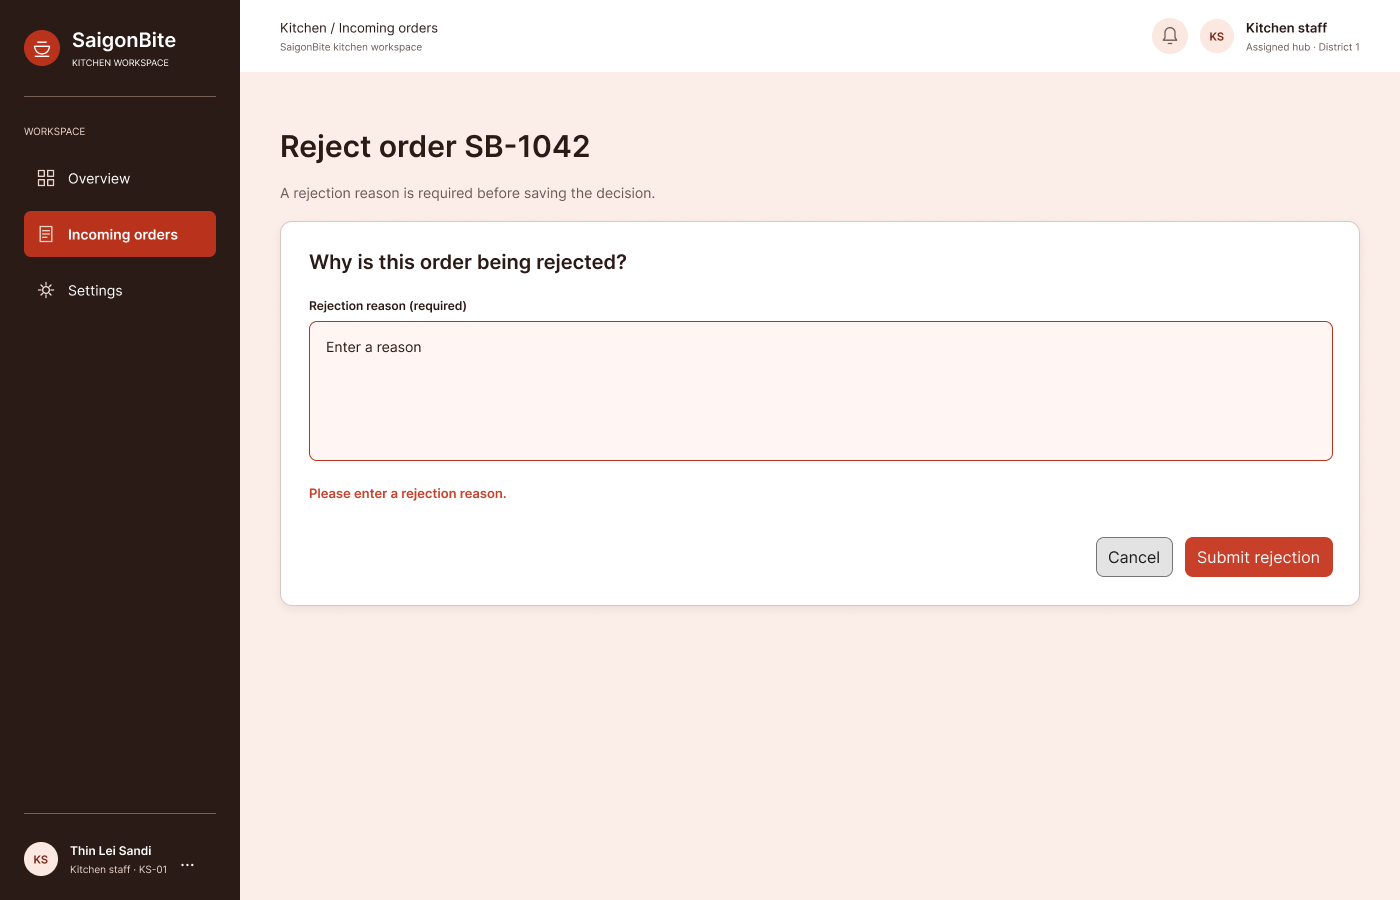 SaigonBite
KITCHEN WORKSPACE
WORKSPACE
Overview
Incoming orders
Settings
KS
Thin Lei Sandi
Kitchen staff · KS-01
...
Kitchen / Incoming orders
SaigonBite kitchen workspace
KS
Kitchen staff
Assigned hub · District 1
Reject order SB-1042
A rejection reason is required before saving the decision.
Why is this order being rejected?
Rejection reason (required)
Enter a reason
Please enter a rejection reason.
Cancel
Submit rejection